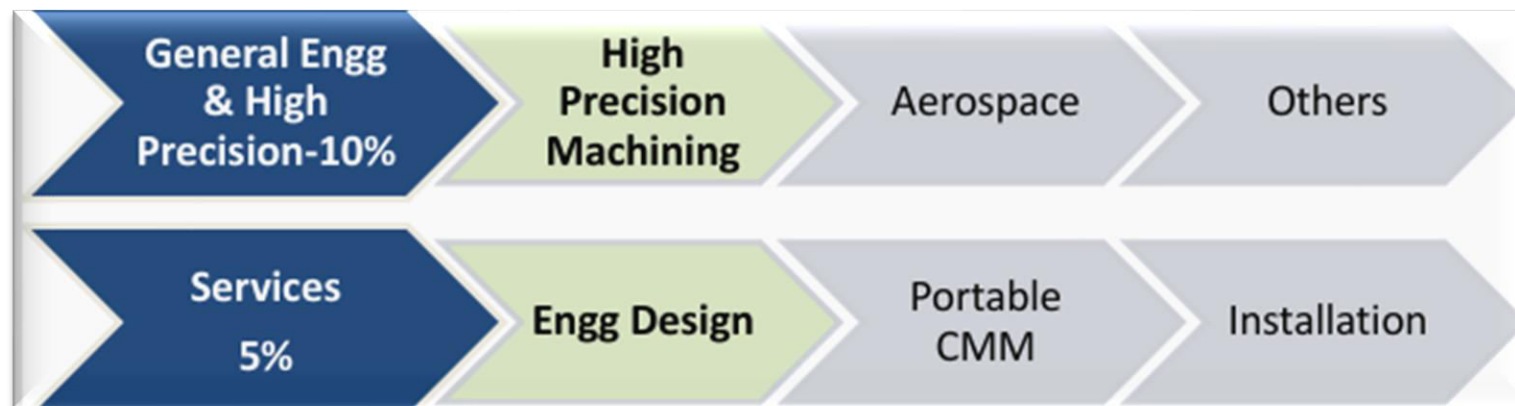 General Engg
& High
Precision-10%
High
Precision
Machining
Aerospace
Others
Services
5%
Engg Design
Portable
CMM
Installation